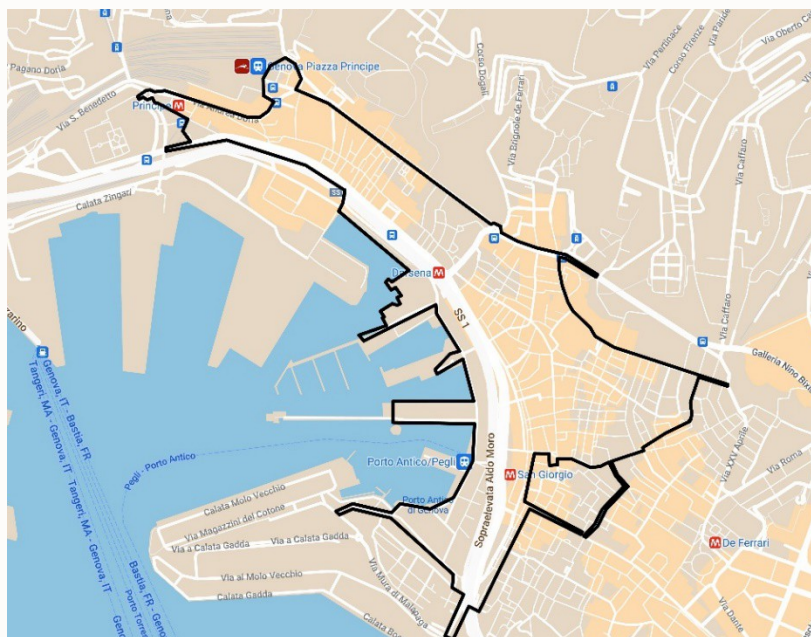 Via Pertinace
Corso Firenze
Via Caffaro
Corso Dogali
Via Brignole de Ferrari
Pagano Doria
Genova Piazza Principe
Via S. Benedetto
Principe
Via Andrea Doria
Calata Zingari
SS1
Darsena
SS 1
Via Caffaro
Galleria Nino Bixe
Genova, IT - Bastia, FR
Tangeri, MA - Genova, IT
Pegli - Porto Antico
Porto Antico/Pegli
Sopraelevata Aldo Moro
San Giorgio
Porto Antico
di Genova
Via XXV Aprile
Via Roma
De Ferrari
Via Dante
Calata Molo Vecchio
Via Magazzini del Cotone
Via a Calata Gadda
Via a Calata Gadda
Via al Molo Vecchio
Calata Gadda
Via Mura di Malapaga
Tangeri, MA - Genova, IT
Bastia, FR